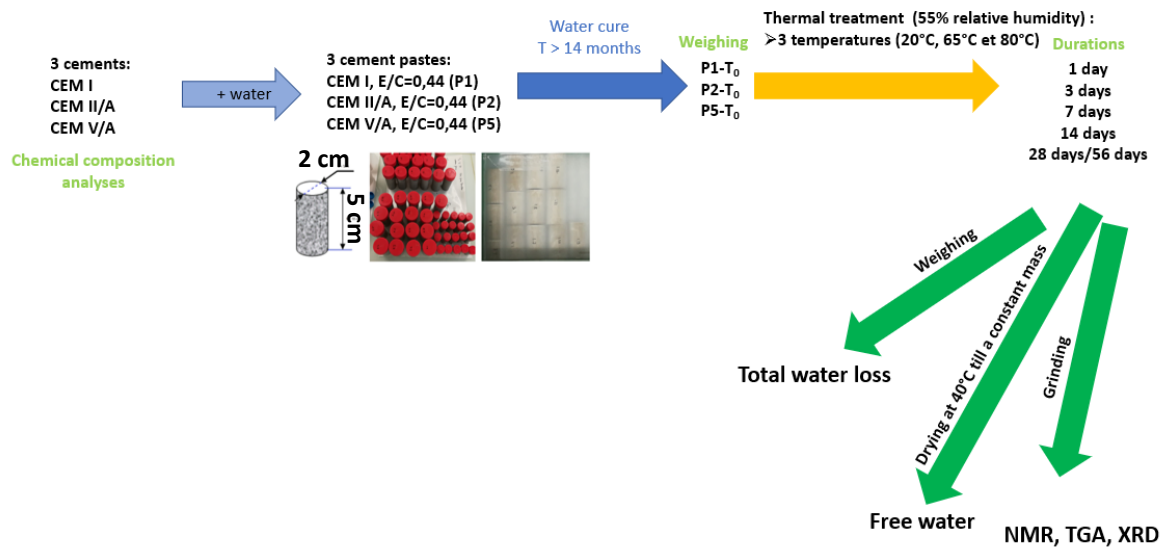 3 cements:
CEM I
CEM II/A
CEM V/A
Chemical composition
analyses
+ water
3 cement pastes:
CEM I, E/C=0,44 (P1)
CEM II/A, E/C=0,44 (P2)
CEM V/A, E/C=0,44 (P5)
2 cm
5 cm
Water cure
T > 14 months
Weighing
P1-T₀
P2-T₀
P5-T₀
Thermal treatment (55% relative humidity) :
➢3 temperatures (20°C, 65°C et 80°C)
Durations
1 day
3 days
7 days
14 days
28 days/56 days
Weighing
Total water loss
Drying at 40°C till a constant mass
Free water
Grinding
NMR, TGA, XRD